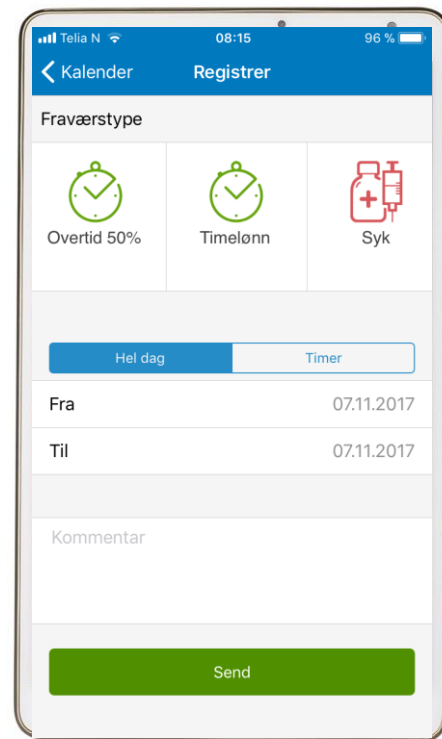 Telia N 08:15 96 %
Kalender Registrer
Fraværstype
Overtid 50% Timelønn Syk
Hel dag Timer
Fra 07.11.2017
Til 07.11.2017
Kommentar
Send